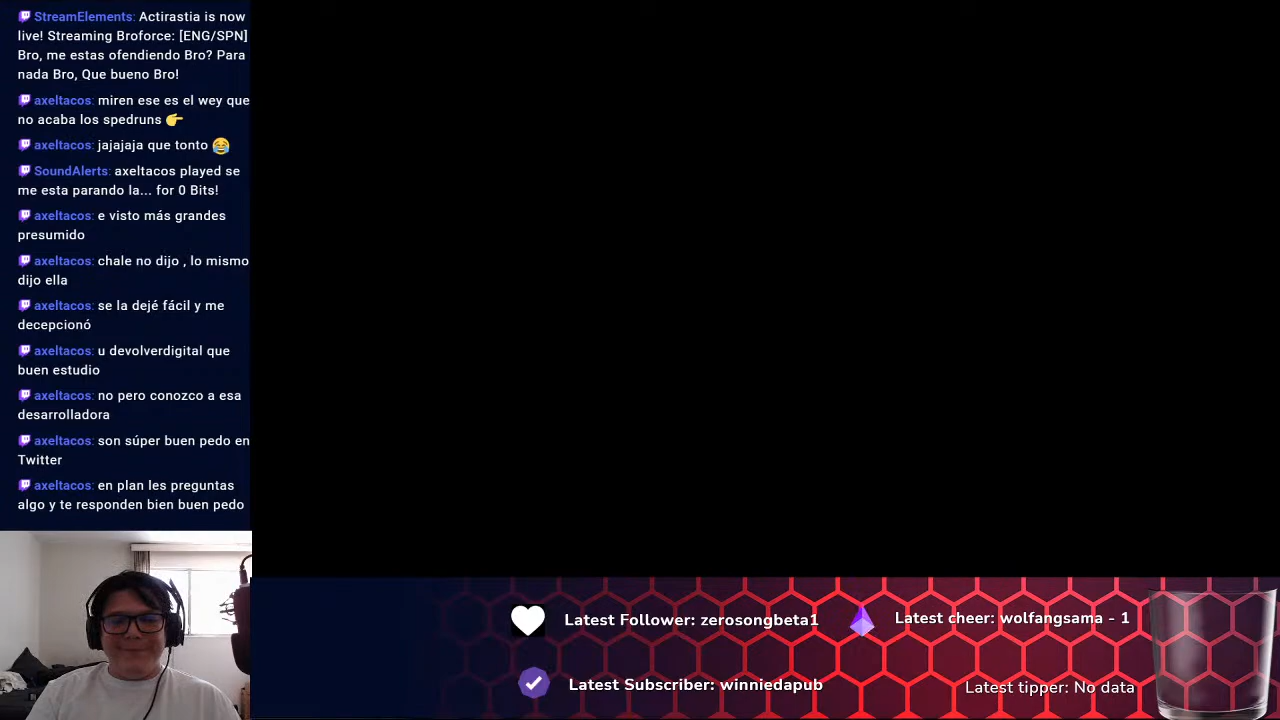 StreamElements: Actirastia is now
live! Streaming Broforce: [ENG/SPN]
Bro, me estas ofendiendo Bro? Para
nada Bro, Que bueno Bro!
axeltacos: miren ese es el wey que
no acaba los spedruns 👉
axeltacos: jajajaja que tonto 😂
SoundAlerts: axeltacos played se
me esta parando la... for 0 Bits!
axeltacos: e visto más grandes
presumido
axeltacos: chale no dijo , lo mismo
dijo ella
axeltacos: se la dejé fácil y me
decepcionó
axeltacos: u devolverdigital que
buen estudio
axeltacos: no pero conozco a esa
desarrolladora
axeltacos: son súper buen pedo en
Twitter
axeltacos: en plan les preguntas
algo y te responden bien buen pedo
Latest Follower: zerosongbeta1
Latest cheer: wolfangsama - 1
Latest Subscriber: winniedapub
Latest tipper: No data